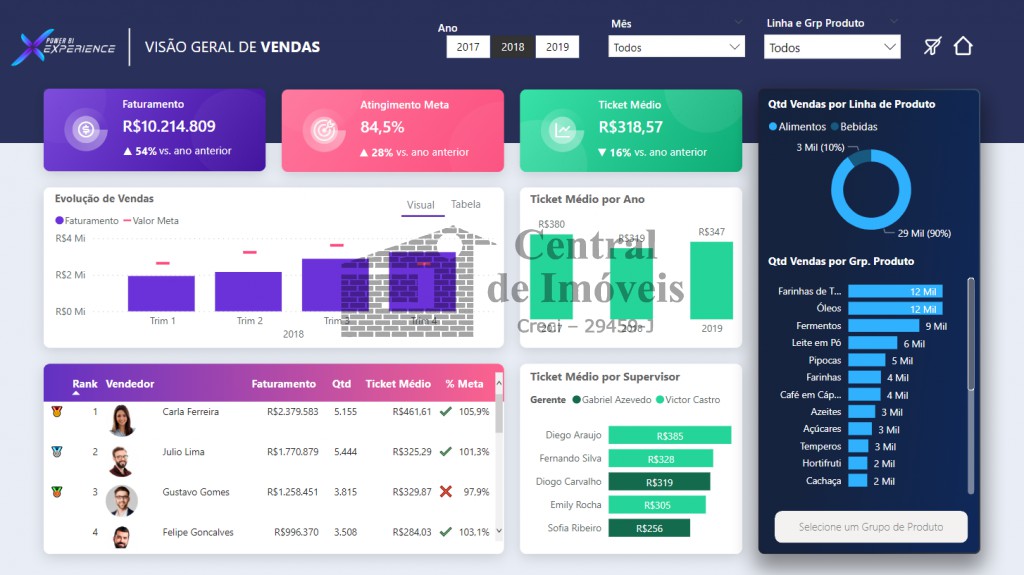 POWER BI
EXPERIENCE
VISÃO GERAL DE VENDAS
Ano
2017 2018 2019
Mês
Todos
Linha e Grp Produto
Todos
Faturamento
R$10.214.809
▲ 54% vs. ano anterior
Atingimento Meta
84,5%
▲ 28% vs. ano anterior
Ticket Médio
R$318,57
▼ 16% vs. ano anterior
Evolução de Vendas
Visual Tabela
Faturamento Valor Meta
R$4 Mi
R$2 Mi
R$0 Mi
Trim 1 Trim 2 Trim 3 Trim 4
2018
Ticket Médio por Ano
R$380 R$319 R$347
2017 2019
Central
de Imóveis
Creci – 29459-J
Rank Vendedor Faturamento Qtd Ticket Médio % Meta
1 Carla Ferreira R$2.379.583 5.155 R$461,61 105,9%
2 Julio Lima R$1.770.879 5.444 R$325,29 101,3%
3 Gustavo Gomes R$1.258.451 3.815 R$329,87 97,9%
4 Felipe Goncalves R$996.370 3.508 R$284,03 103,1%
Ticket Médio por Supervisor
Gerente Gabriel Azevedo Victor Castro
Diego Araujo R$385
Fernando Silva R$328
Diogo Carvalho R$319
Emily Rocha R$305
Sofia Ribeiro R$256
Qtd Vendas por Linha de Produto
Alimentos Bebidas
3 Mil (10%)
29 Mil (90%)
Qtd Vendas por Grp. Produto
Farinhas de T... 12 Mil
Óleos 12 Mil
Fermentos 9 Mil
Leite em Pó 6 Mil
Pipocas 5 Mil
Farinhas 4 Mil
Café em Cáp... 4 Mil
Azeites 3 Mil
Açúcares 3 Mil
Temperos 3 Mil
Hortifruti 2 Mil
Cachaça 2 Mil
Selecione um Grupo de Produto